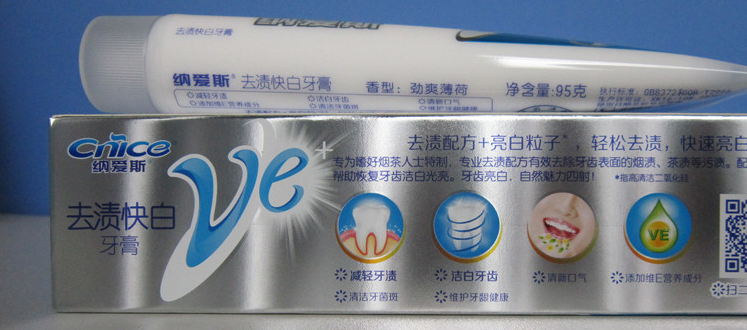 去渍快白牙膏
纳爱斯® 去渍快白牙膏 香型：劲爽薄荷 净含量：95克
减轻牙渍 洁白牙齿 清新口气
添加维E营养成分 清洁牙菌斑 维护牙龈健康
Cnice
纳爱斯
Ve+
去渍快白
牙膏
去渍配方+亮白粒子*，轻松去渍，快速亮白
专为嗜好烟茶人士特制，专业去渍配方有效去除牙齿表面的烟渍、茶渍等污渍。配
帮助恢复牙齿洁白光亮。牙齿亮白，自然魅力四射！ *指高清洁二氧化硅
VE
减轻牙渍 洁白牙齿 清新口气 添加维E营养成分
清洁牙菌斑 维护牙龈健康
扫二